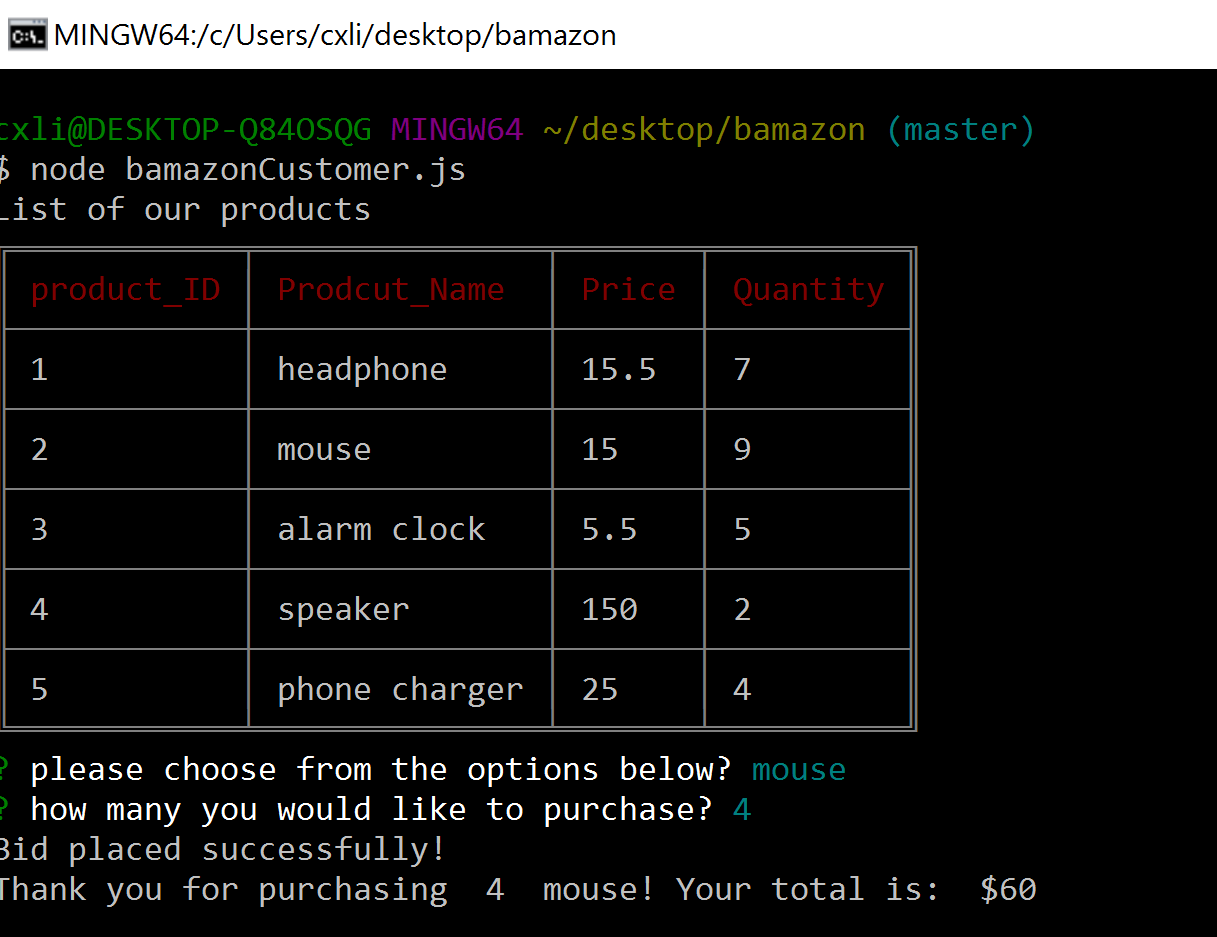 MINGW64:/c/Users/cxli/desktop/bamazon
cxli@DESKTOP-Q84OSQG MINGW64 ~/desktop/bamazon (master)
$ node bamazonCustomer.js
List of our products
product_ID Prodcut_Name Price Quantity
1 headphone 15.5 7
2 mouse 15 9
3 alarm clock 5.5 5
4 speaker 150 2
5 phone charger 25 4
? please choose from the options below? mouse
? how many you would like to purchase? 4
Bid placed successfully!
Thank you for purchasing  4  mouse! Your total is:  $60